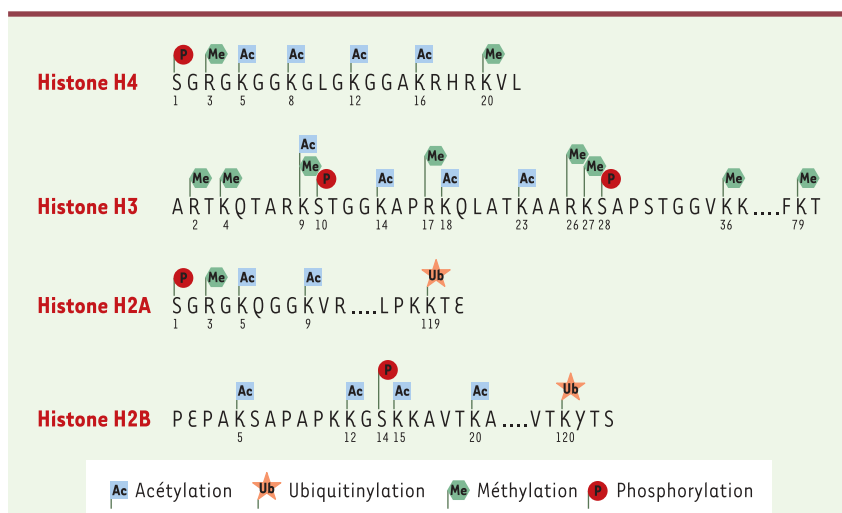 P Me Ac Ac Ac Ac Me
Histone H4 SGRGKGGKGLGKGGAKRHRKVL
1 3 5 8 12 16 20
Ac
Me Me Me P Ac Me Ac Ac Me Me P Me Me
Histone H3 ARTKQTARKSTGGKAPRKQLATKAARKSAPSTGGVKK....FKT
2 4 9 10 14 17 18 23 26 27 28 36 79
P Me Ac Ac Ub
Histone H2A SGRGKQGGKVR....LPKKTE
1 3 5 9 119
Ac Ac P Ac Ac Ub
Histone H2B PEPAKSAPAPKKGSKKAVTKA....VTKYTS
5 12 14 15 20 120
Ac Acétylation Ub Ubiquitinylation Me Méthylation P Phosphorylation